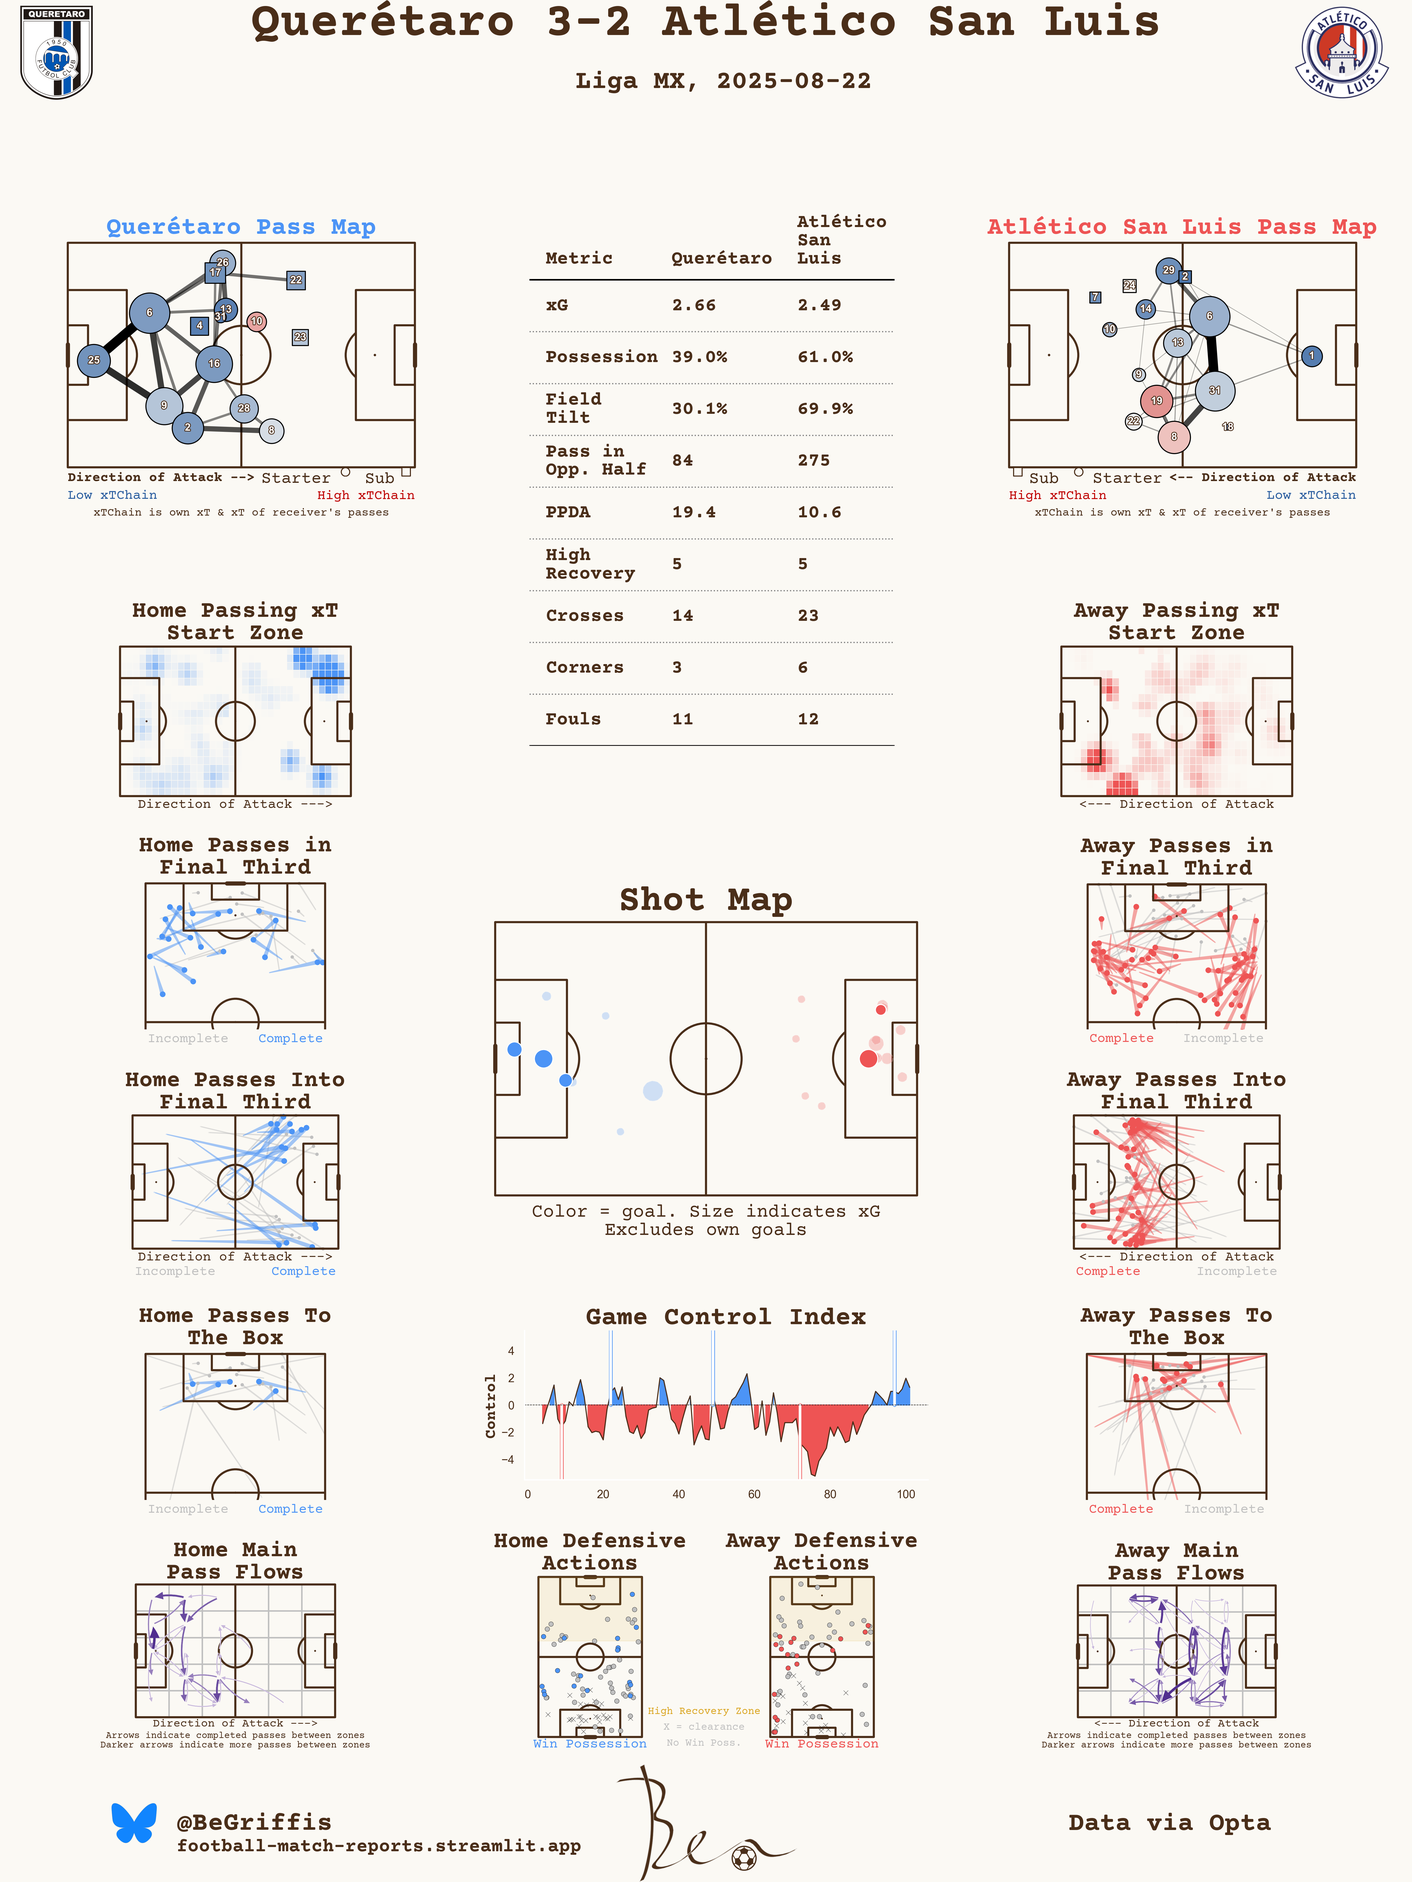 Querétaro 3-2 Atlético San Luis
Liga MX, 2025-08-22
QUERETARO
1950
FUTBOL CLUB
ATLÉTICO
SAN LUIS
Querétaro Pass Map
26
17
22
6
13
31
4
10
23
25
16
9
28
2
8
Direction of Attack --> Starter Sub
Low xTChain High xTChain
xTChain is own xT & xT of receiver's passes
Metric Querétaro Atlético
San
Luis
xG 2.66 2.49
Possession 39.0% 61.0%
Field
Tilt 30.1% 69.9%
Pass in
Opp. Half 84 275
PPDA 19.4 10.6
High
Recovery 5 5
Crosses 14 23
Corners 3 6
Fouls 11 12
Atlético San Luis Pass Map
29
2
24
7
14
6
10
13
1
9
31
19
22
18
8
Sub Starter <-- Direction of Attack
High xTChain Low xTChain
xTChain is own xT & xT of receiver's passes
Home Passing xT
Start Zone
Direction of Attack --->
Away Passing xT
Start Zone
<--- Direction of Attack
Home Passes in
Final Third
Incomplete Complete
Away Passes in
Final Third
Complete Incomplete
Shot Map
Color = goal. Size indicates xG
Excludes own goals
Home Passes Into
Final Third
Direction of Attack --->
Incomplete Complete
Away Passes Into
Final Third
<--- Direction of Attack
Complete Incomplete
Home Passes To
The Box
Incomplete Complete
Game Control Index
Control
4
2
0
−2
−4
0 20 40 60 80 100
Away Passes To
The Box
Complete Incomplete
Home Main
Pass Flows
Direction of Attack --->
Arrows indicate completed passes between zones
Darker arrows indicate more passes between zones
Home Defensive
Actions
Win Possession
Away Defensive
Actions
Win Possession
High Recovery Zone
X = clearance
No Win Poss.
Away Main
Pass Flows
<--- Direction of Attack
Arrows indicate completed passes between zones
Darker arrows indicate more passes between zones
@BeGriffis
football-match-reports.streamlit.app
Ben
Data via Opta